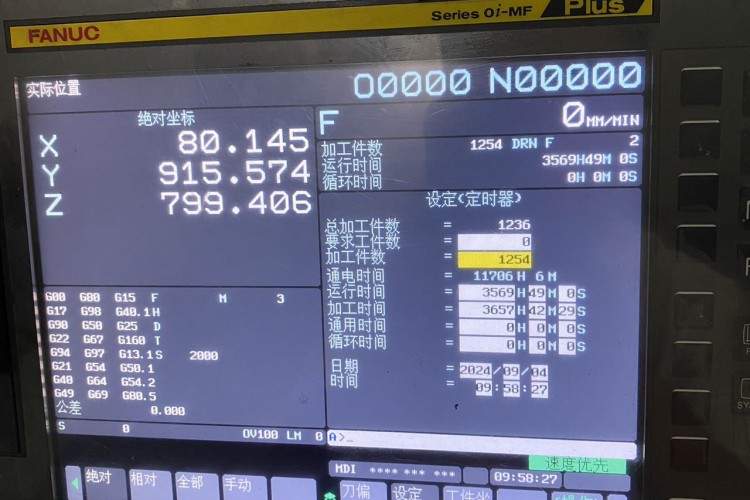 FANUC
Series 0i-MF Plus
实际位置
O0000 N00000
绝对坐标
X 80.145
Y 915.574
Z 799.406
F 0 MM/MIN
加工件数 1254 DRN F 2
运行时间 3569H49M 0S
循环时间 0H 0M 0S
设定(定时器)
总加工件数 = 1236
要求工件数 = 0
加工件数 = 1254
通电时间 = 11706 H 6 M
运行时间 = 3569 H 49 M 0 S
加工时间 = 3657 H 42 M 29 S
通用时间 = 0 H 0 M 0 S
循环时间 = 0 H 0 M 0 S
日期 = 2024/09/04
时间 = 09:58:27
G00 G80 G15 F M 3
G17 G98 G40.1 H
G90 G50 G25 D
G22 G67 G160 T
G94 G97 G13.1 S 2000
G21 G54 G50.1
G40 G64 G54.2
G49 G69 G80.5
公差 0.000
S 0 OV100 LM 0
A>_
速度优先
MDI **** *** *** 09:58:27
绝对 相对 全部 手动
刀偏 设定